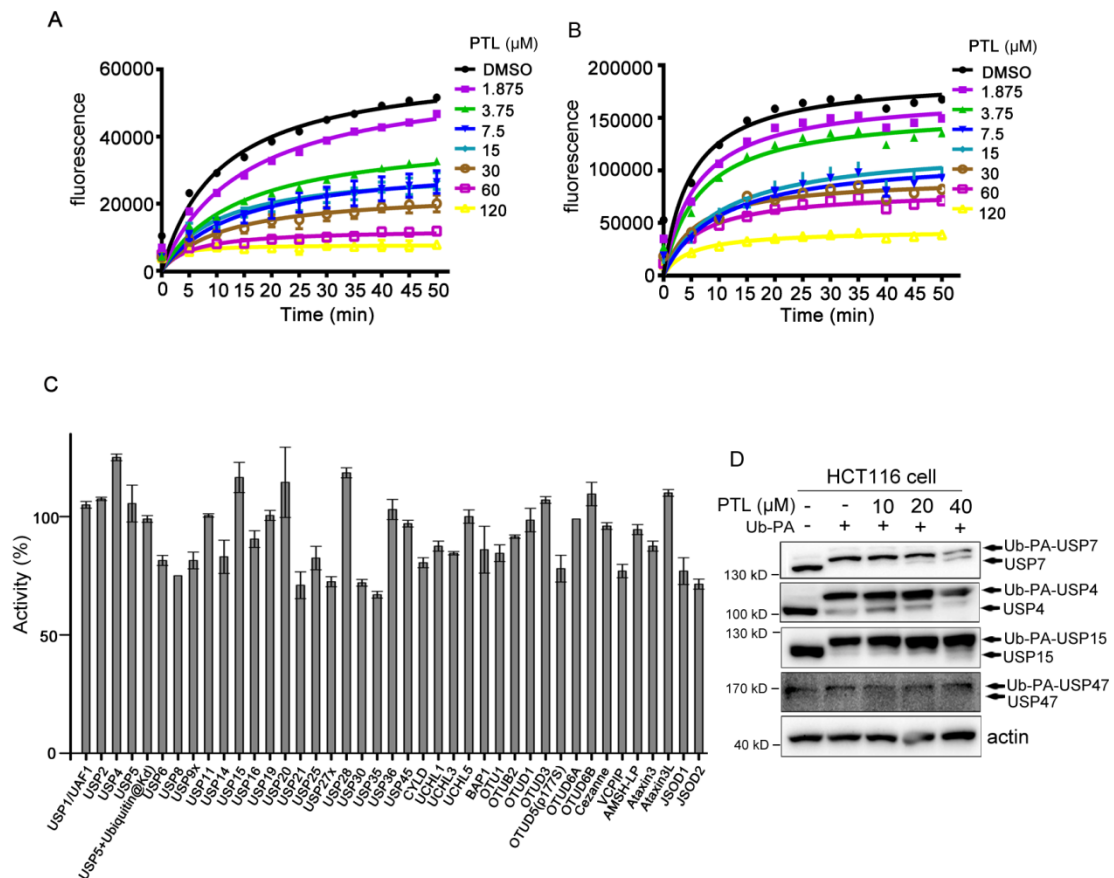 A
PTL (µM)
DMSO
1.875
3.75
7.5
15
30
60
120
fluorescence
60000
40000
20000
0
0 5 10 15 20 25 30 35 40 45 50
Time (min)
B
PTL (µM)
DMSO
1.875
3.75
7.5
15
30
60
120
fluorescence
200000
150000
100000
50000
0
0 5 10 15 20 25 30 35 40 45 50
Time (min)
C
Activity (%)
100
50
0
USP1/UAF1
USP2
USP4
USP5
USP5+Ubiquitin@Kd)
USP6
USP8
USP9x
USP11
USP14
USP15
USP16
USP19
USP20
USP21
USP25
USP27x
USP28
USP30
USP35
USP36
USP45
CYLD
UCHL1
UCHL3
UCHL5
BAP1
OTU1
OTUB2
OTUD1
OTUD3
OTUD5(p177S)
OTUD6A
OTUD6B
Cezanne
VCPIP
AMSH-LP
Ataxin3
Ataxin3L
JSOD1
JSOD2
D
HCT116 cell
PTL (µM) - - 10 20 40
Ub-PA - + + + +
Ub-PA-USP7
USP7
130 kD
Ub-PA-USP4
100 kD
USP4
130 kD
Ub-PA-USP15
USP15
170 kD
Ub-PA-USP47
USP47
40 kD
actin